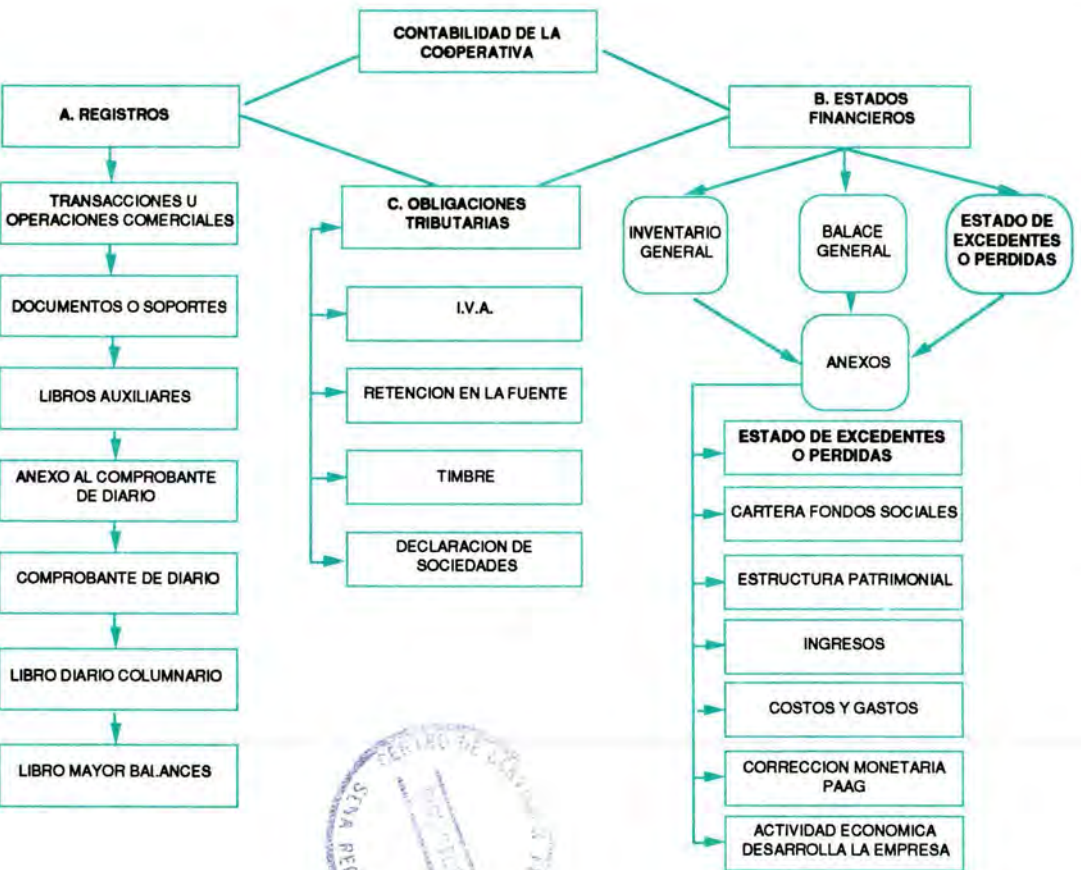 CONTABILIDAD DE LA
COOPERATIVA
A. REGISTROS
TRANSACCIONES U
OPERACIONES COMERCIALES
DOCUMENTOS O SOPORTES
LIBROS AUXILIARES
ANEXO AL COMPROBANTE
DE DIARIO
COMPROBANTE DE DIARIO
LIBRO DIARIO COLUMNARIO
LIBRO MAYOR BALANCES
C. OBLIGACIONES
TRIBUTARIAS
I.V.A.
RETENCION EN LA FUENTE
TIMBRE
DECLARACION DE
SOCIEDADES
B. ESTADOS
FINANCIEROS
INVENTARIO
GENERAL
BALACE
GENERAL
ESTADO DE
EXCEDENTES
O PERDIDAS
ANEXOS
ESTADO DE EXCEDENTES
O PERDIDAS
CARTERA FONDOS SOCIALES
ESTRUCTURA PATRIMONIAL
INGRESOS
COSTOS Y GASTOS
CORRECCION MONETARIA
PAAG
ACTIVIDAD ECONOMICA
DESARROLLA LA EMPRESA
CENTRO DE
SENA